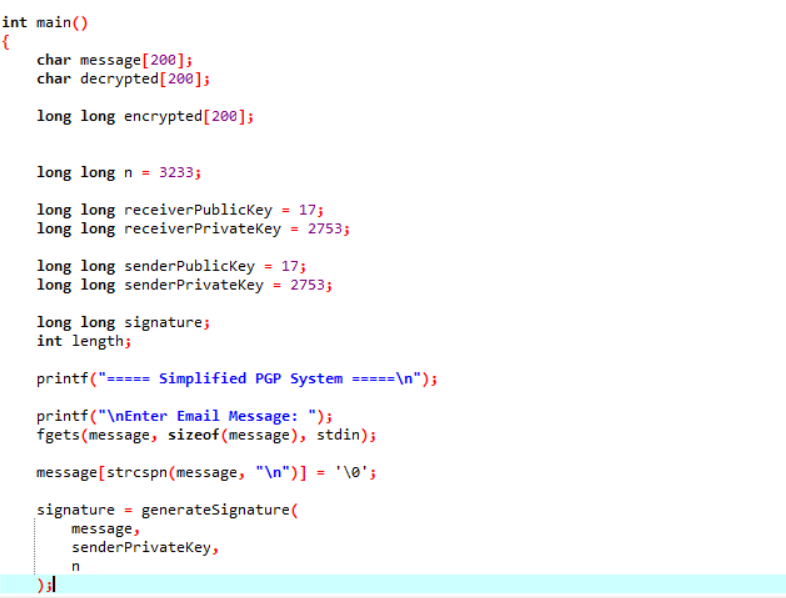 int main()
{
    char message[200];
    char decrypted[200];

    long long encrypted[200];


    long long n = 3233;

    long long receiverPublicKey = 17;
    long long receiverPrivateKey = 2753;

    long long senderPublicKey = 17;
    long long senderPrivateKey = 2753;

    long long signature;
    int length;

    printf("===== Simplified PGP System =====\n");

    printf("\nEnter Email Message: ");
    fgets(message, sizeof(message), stdin);

    message[strcspn(message, "\n")] = '\0';

    signature = generateSignature(
        message,
        senderPrivateKey,
        n
    );